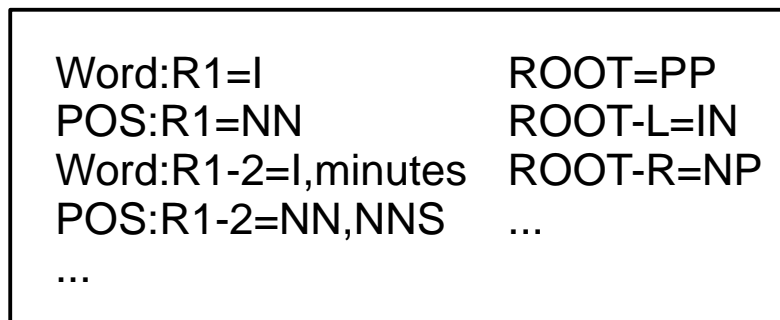 Word:R1=I ROOT=PP
POS:R1=NN ROOT-L=IN
Word:R1-2=I,minutes ROOT-R=NP
POS:R1-2=NN,NNS ...
...